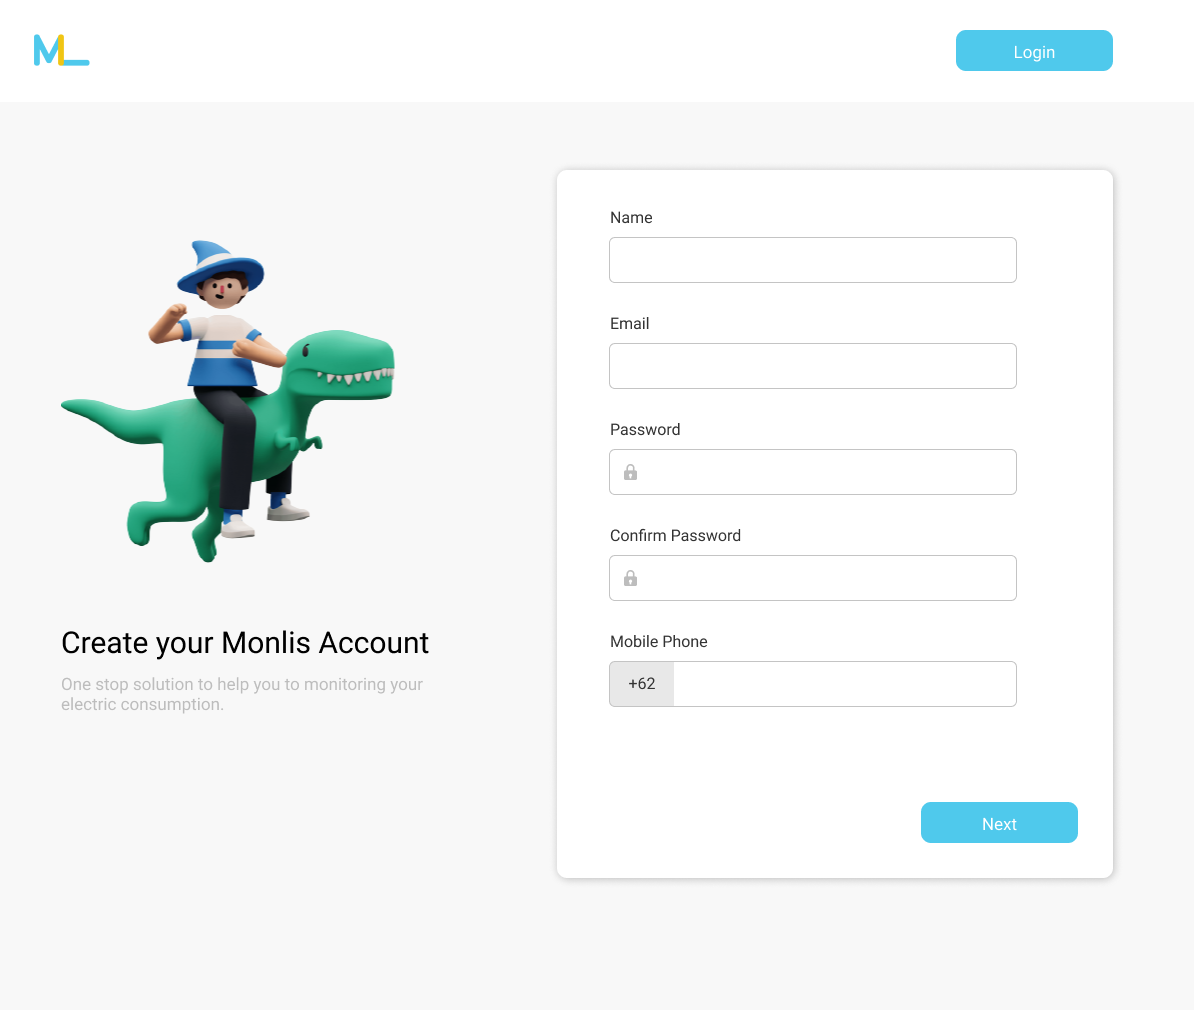 ML
Login
Name
Email
Password
Confirm Password
Mobile Phone
+62
Create your Monlis Account
One stop solution to help you to monitoring your
electric consumption.
Next